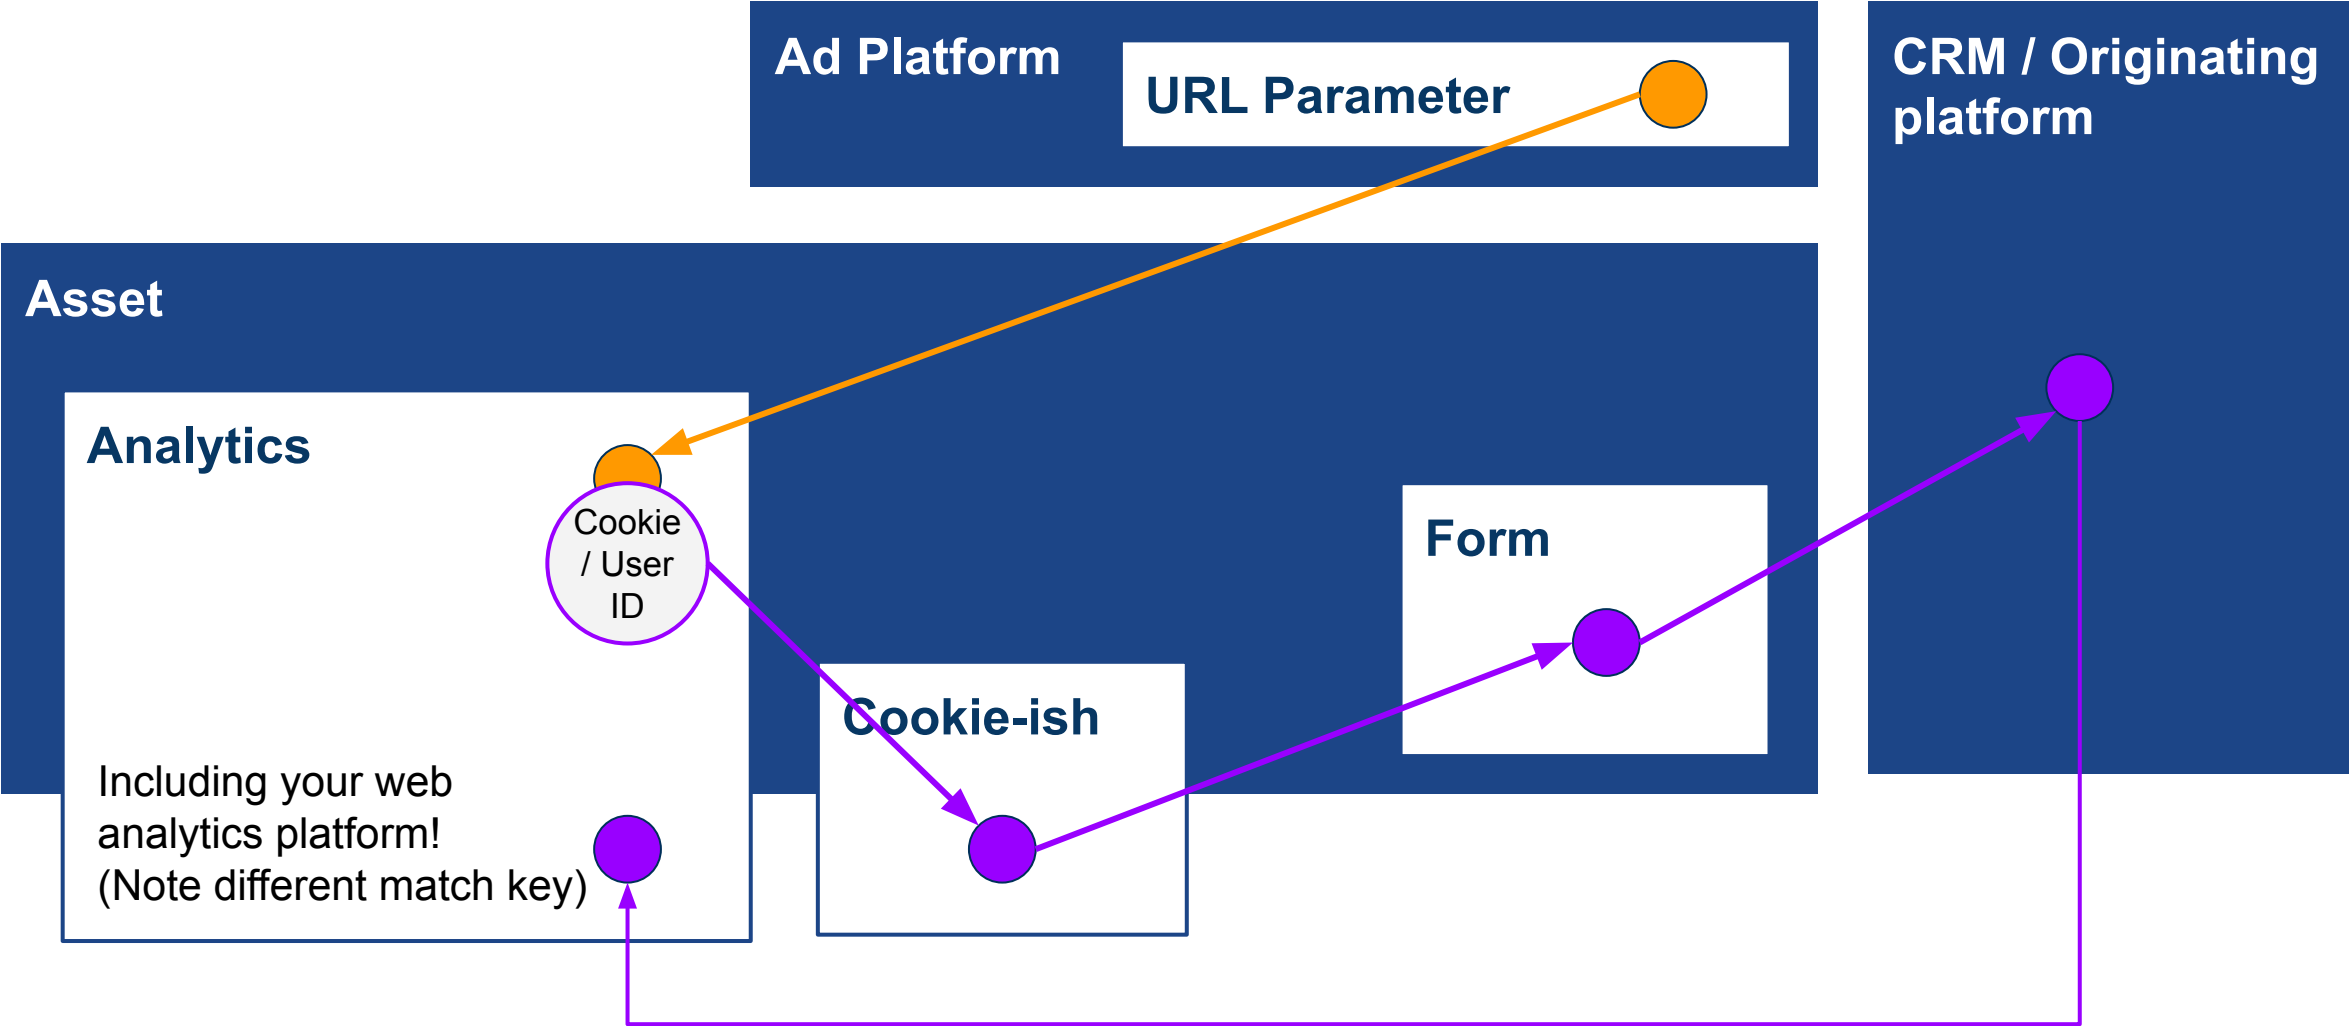 Ad Platform
URL Parameter
CRM / Originating
platform
Asset
Analytics
Cookie
/ User
ID
Form
Cookie-ish
Including your web
analytics platform!
(Note different match key)